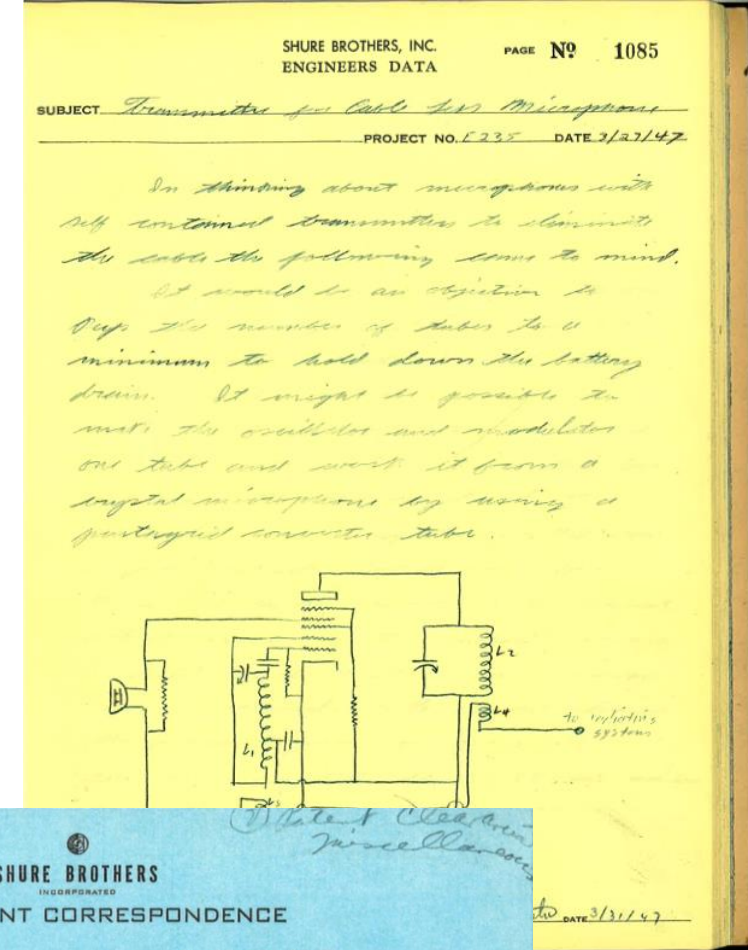 SHURE BROTHERS, INC.
ENGINEERS DATA
PAGE Nº 1085
SUBJECT Transmitter for Cable less Microphone
PROJECT NO. E235 DATE 3/27/47
In thinking about microphones with
self contained transmitters to eliminate
the cable the following came to mind.
It would be an objective to
keep the number of tubes to a
minimum to hold down the battery
drain. It might be possible to
make the oscillator and modulator
one tube and work it from a
crystal microphone by using a
pentagrid converter tube.
L2
L4
to radiating
system
L1
Patent Clearance
Miscellaneous
SHURE BROTHERS
INCORPORATED
NT CORRESPONDENCE
DATE 3/31/47